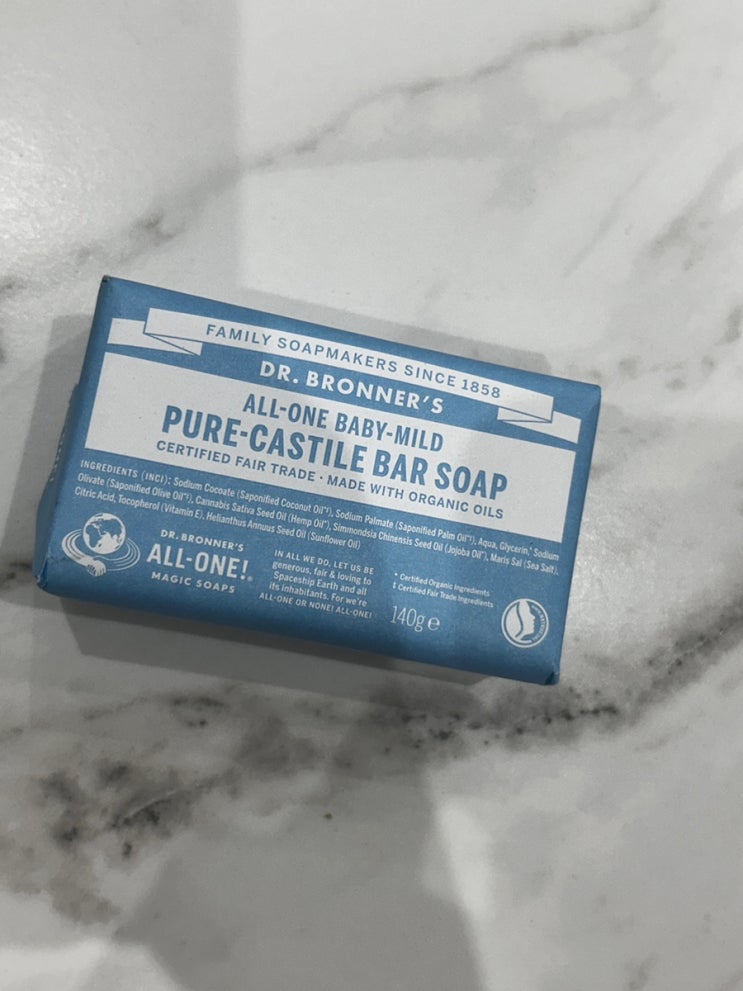 FAMILY SOAPMAKERS SINCE 1858
DR. BRONNER'S
ALL-ONE BABY-MILD
PURE-CASTILE BAR SOAP
CERTIFIED FAIR TRADE · MADE WITH ORGANIC OILS
INGREDIENTS (INCI): Sodium Cocoate (Saponified Coconut Oil*‡), Sodium Palmate (Saponified Palm Oil*‡), Aqua, Glycerin,* Sodium
Olivate (Saponified Olive Oil*‡), Cannabis Sativa Seed Oil (Hemp Oil*), Simmondsia Chinensis Seed Oil (Jojoba Oil*), Maris Sal (Sea Salt),
Citric Acid, Tocopherol (Vitamin E), Helianthus Annuus Seed Oil (Sunflower Oil)
DR. BRONNER'S
ALL-ONE!®
MAGIC SOAPS
IN ALL WE DO, LET US BE
generous, fair & loving to
Spaceship Earth and all
its inhabitants. For we're
ALL-ONE OR NONE! ALL-ONE!
* Certified Organic Ingredients
‡ Certified Fair Trade Ingredients
140g e